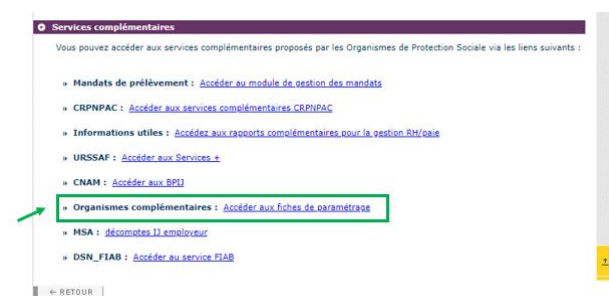 Services complémentaires
Vous pouvez accéder aux services complémentaires proposés par les Organismes de Protection Sociale via les liens suivants :
» Mandats de prélèvement : Accéder au module de gestion des mandats
» CRPNPAC : Accéder aux services complémentaires CRPNPAC
» Informations utiles : Accédez aux rapports complémentaires pour la gestion RH/paie
» URSSAF : Accéder aux Services +
» CNAM : Accéder aux BPIJ
» Organismes complémentaires : Accéder aux fiches de paramétrage
» MSA : décomptes IJ employeur
» DSN_FIAB : Accéder au service FIAB
← RETOUR